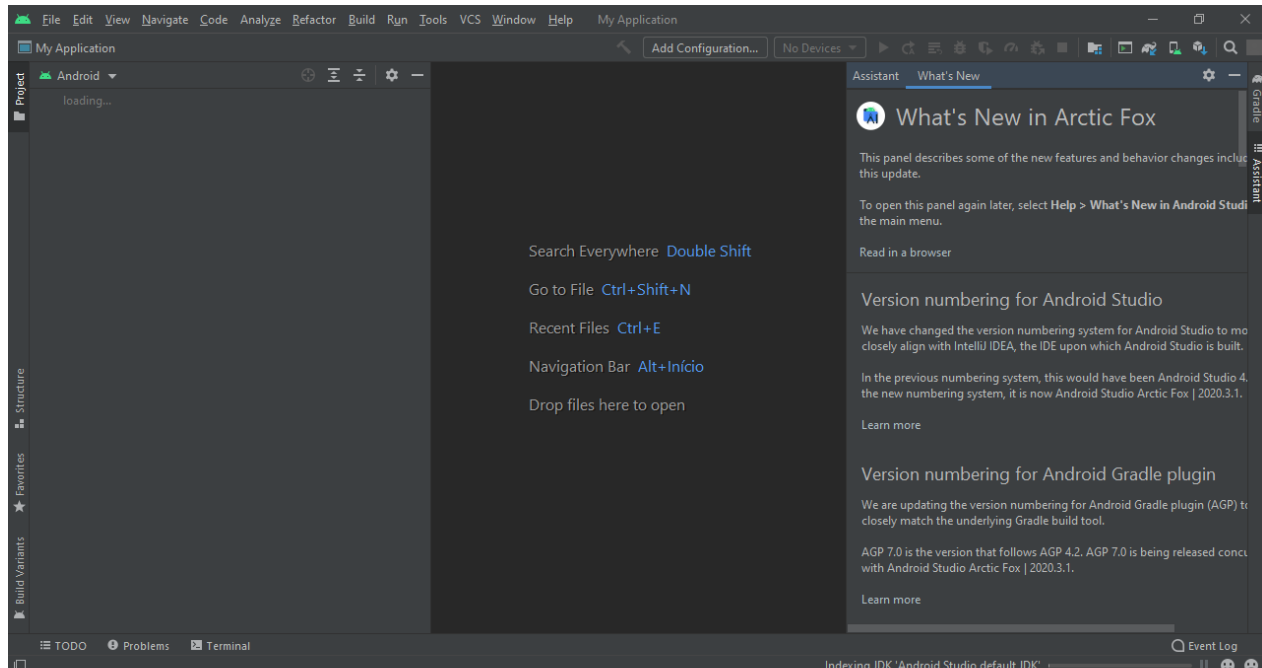 File Edit View Navigate Code Analyze Refactor Build Run Tools VCS Window Help My Application
My Application Add Configuration... No Devices
Project
Android
loading...
Structure
Favorites
Build Variants
Search Everywhere Double Shift
Go to File Ctrl+Shift+N
Recent Files Ctrl+E
Navigation Bar Alt+Início
Drop files here to open
Assistant What's New
What's New in Arctic Fox
This panel describes some of the new features and behavior changes includ
this update.
To open this panel again later, select Help > What's New in Android Studi
the main menu.
Read in a browser
Version numbering for Android Studio
We have changed the version numbering system for Android Studio to mo
closely align with IntelliJ IDEA, the IDE upon which Android Studio is built.
In the previous numbering system, this would have been Android Studio 4.
the new numbering system, it is now Android Studio Arctic Fox | 2020.3.1.
Learn more
Version numbering for Android Gradle plugin
We are updating the version numbering for Android Gradle plugin (AGP) to
closely match the underlying Gradle build tool.
AGP 7.0 is the version that follows AGP 4.2. AGP 7.0 is being released concu
with Android Studio Arctic Fox | 2020.3.1.
Learn more
Gradle
Assistant
TODO Problems Terminal Event Log
Indexing JDK 'Android Studio default JDK'